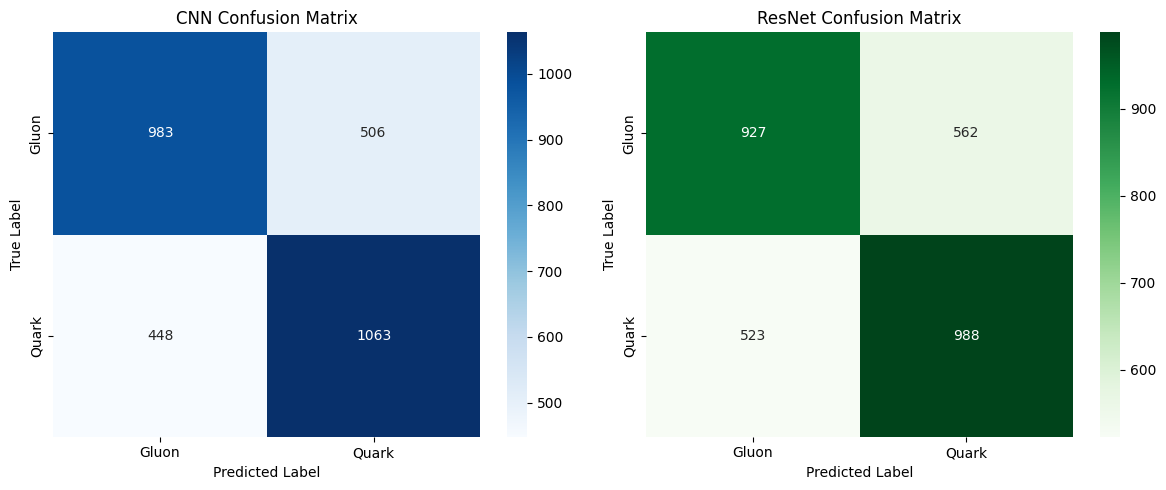 CNN Confusion Matrix
Gluon
Quark
True Label
983
506
448
1063
Gluon
Quark
Predicted Label
1000
900
800
700
600
500
ResNet Confusion Matrix
Gluon
Quark
True Label
927
562
523
988
Gluon
Quark
Predicted Label
900
800
700
600